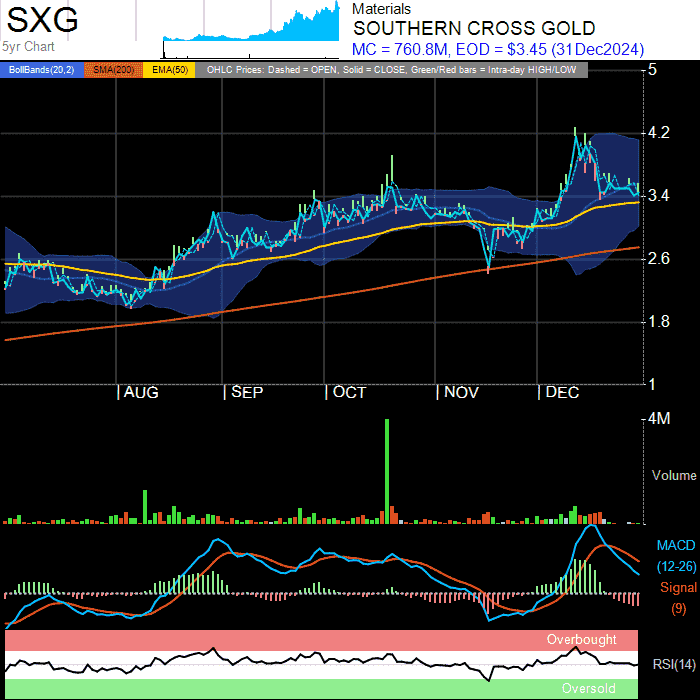 SXG
5yr Chart
Materials
SOUTHERN CROSS GOLD
MC = 760.8M, EOD = $3.45 (31Dec2024)
BollBands(20,2) SMA(200) EMA(50) OHLC Prices: Dashed = OPEN, Solid = CLOSE, Green/Red bars = Intra-day HIGH/LOW
5
4.2
3.4
2.6
1.8
1
| AUG | SEP | OCT | NOV | DEC
4M
Volume
MACD
(12-26)
Signal
(9)
Overbought
RSI(14)
Oversold